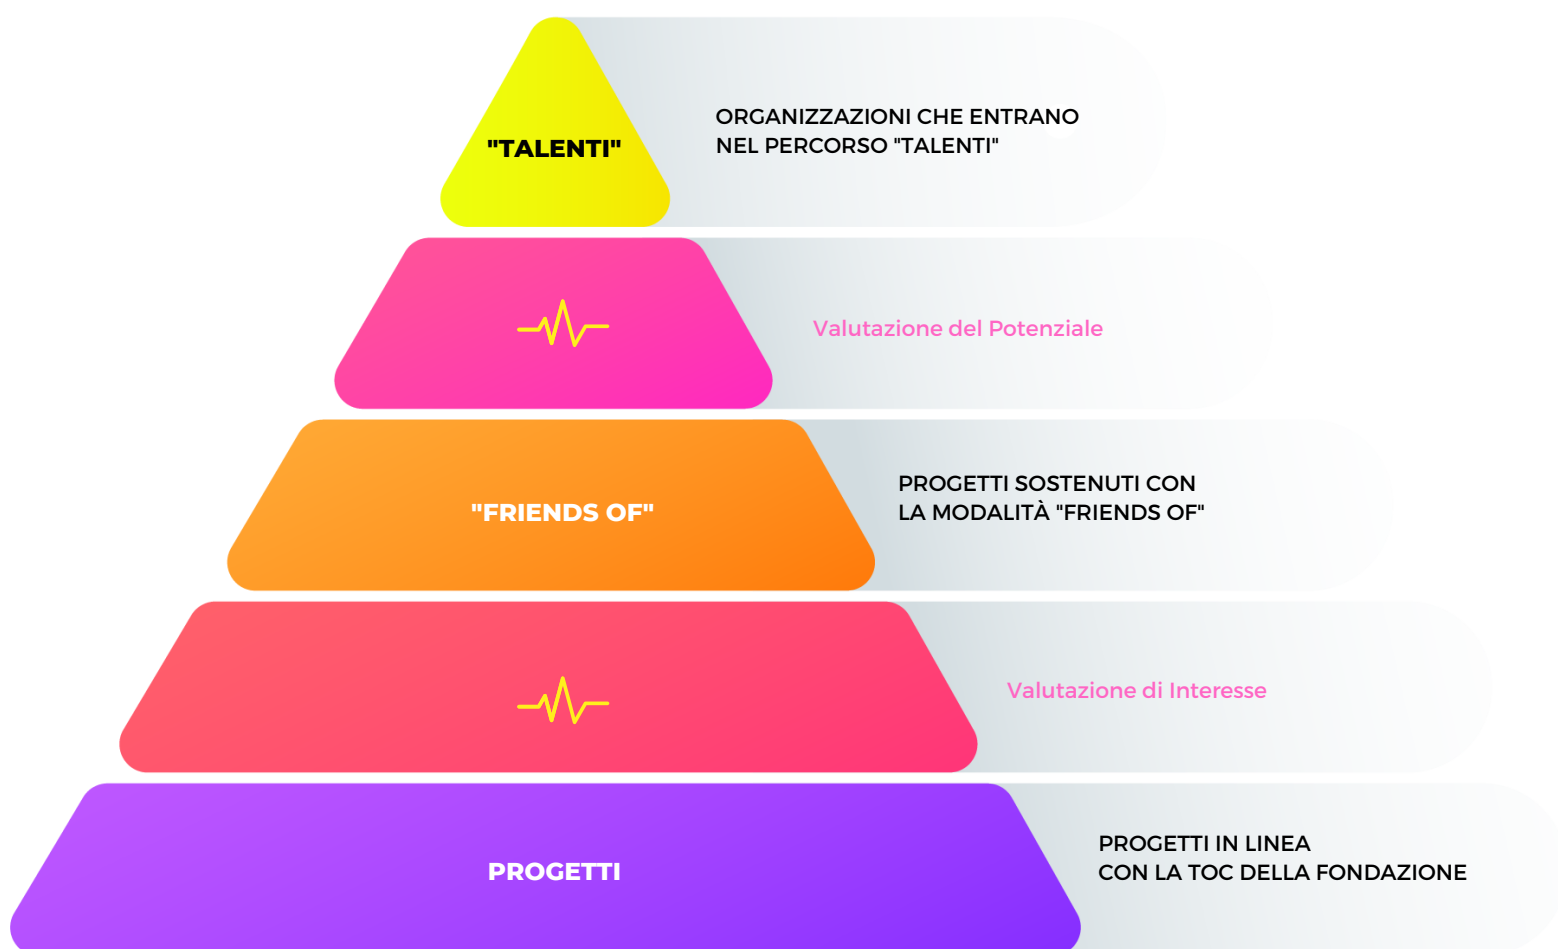 "TALENTI"
ORGANIZZAZIONI CHE ENTRANO
NEL PERCORSO "TALENTI"
Valutazione del Potenziale
"FRIENDS OF"
PROGETTI SOSTENUTI CON
LA MODALITÀ "FRIENDS OF"
Valutazione di Interesse
PROGETTI
PROGETTI IN LINEA
CON LA TOC DELLA FONDAZIONE